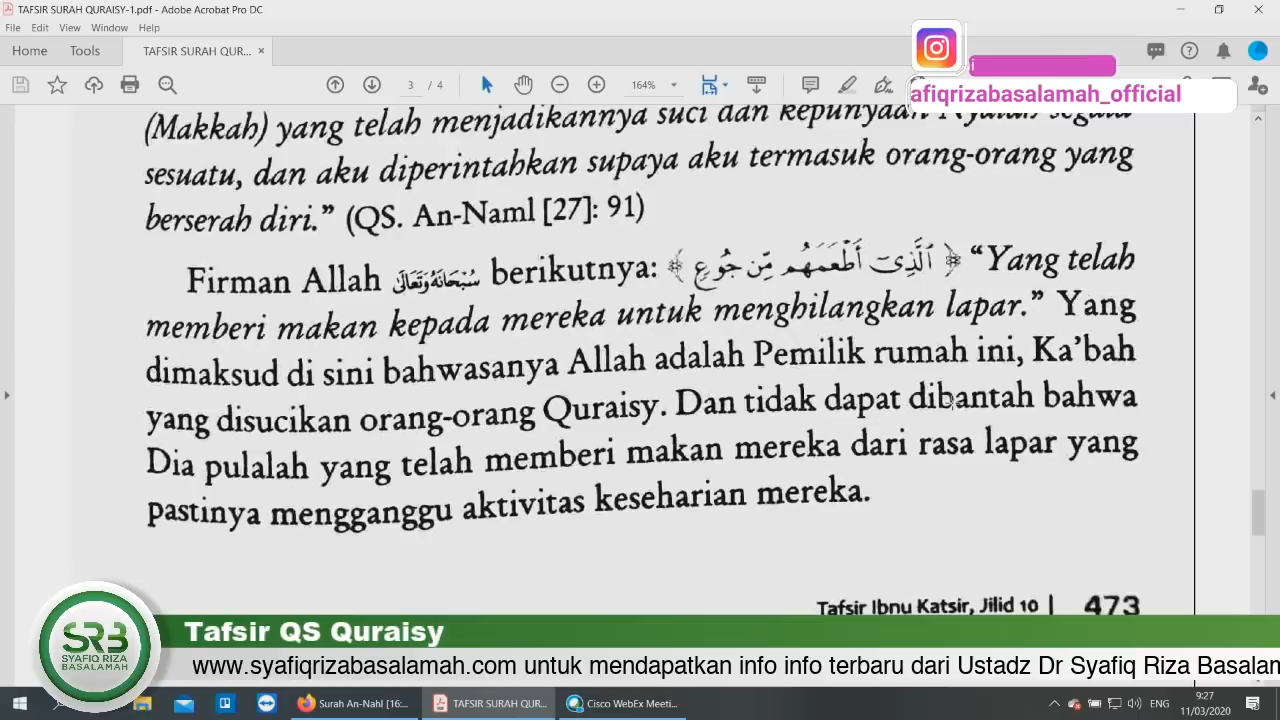 TAFSIR SURAH QURAISY-1.pdf - Adobe Acrobat Pro DC
File Edit View Window Help
Home Tools TAFSIR SURAH QUR... ×
3 / 4 164%
afiqrizabasalamah_official
(Makkah) yang telah menjadikannya suci dan kepunyaan Nyalah segala
sesuatu, dan aku diperintahkan supaya aku termasuk orang-orang yang
berserah diri.” (QS. An-Naml [27]: 91)
Firman Allah سُبْحَانَهُ وَتَعَالَى berikutnya: ﴿ ٱلَّذِىٓ أَطْعَمَهُم مِّن جُوعٍ ﴾ “Yang telah
memberi makan kepada mereka untuk menghilangkan lapar.” Yang
dimaksud di sini bahwasanya Allah adalah Pemilik rumah ini, Ka’bah
yang disucikan orang-orang Quraisy. Dan tidak dapat dibantah bahwa
Dia pulalah yang telah memberi makan mereka dari rasa lapar yang
pastinya mengganggu aktivitas keseharian mereka.
Tafsir Ibnu Katsir, Jilid 10 | 473
SRB
SYAFIQ RIZA
BASALAMAH
Tafsir QS Quraisy
www.syafiqrizabasalamah.com untuk mendapatkan info info terbaru dari Ustadz Dr Syafiq Riza Basalam
Surah An-Nahl [16:... TAFSIR SURAH QUR... Cisco WebEx Meeti... ENG
9:27
11/03/2020